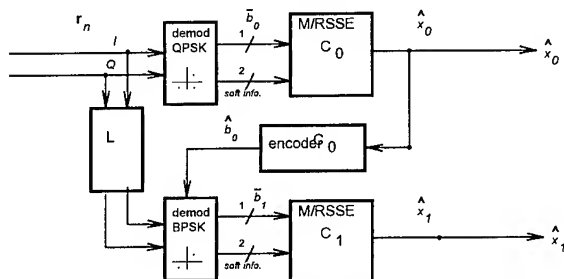 r_n
I
Q
demod
QPSK
1
b̄_0
2
soft info.
M/RSSE
C_0
x̂_0
x̂_0
L
b̂_0
encoder C_0
demod
BPSK
1
b̄_1
2
soft info.
M/RSSE
C_1
x̂_1
x̂_1